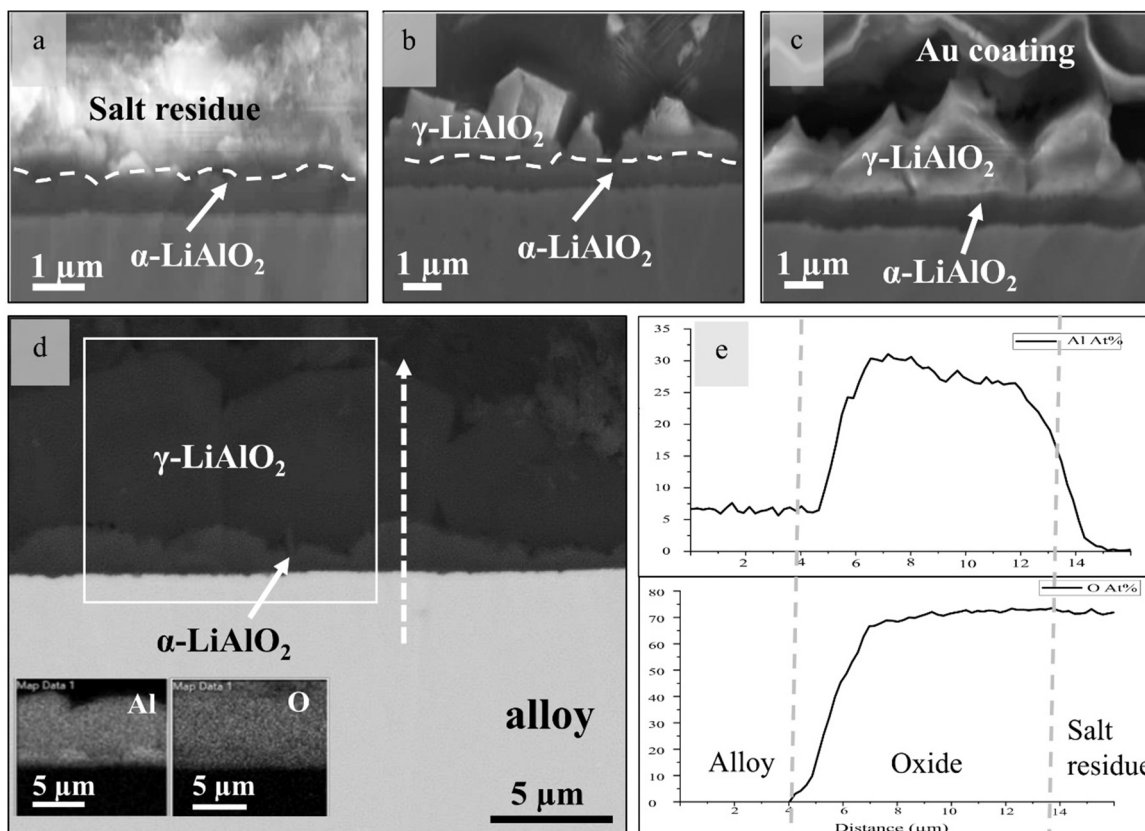 a
Salt residue
α-LiAlO₂
1 µm
b
γ-LiAlO₂
α-LiAlO₂
1 µm
c
Au coating
γ-LiAlO₂
α-LiAlO₂
1 µm
d
γ-LiAlO₂
α-LiAlO₂
alloy
5 µm
Map Data 1
Al
5 µm
Map Data 1
O
5 µm
e
Al At%
35
30
25
20
15
10
5
0
2 4 6 8 10 12 14
O At%
80
70
60
50
40
30
20
10
0
Alloy
Oxide
Salt
residue
2 4 6 8 10 12 14
Distance (µm)